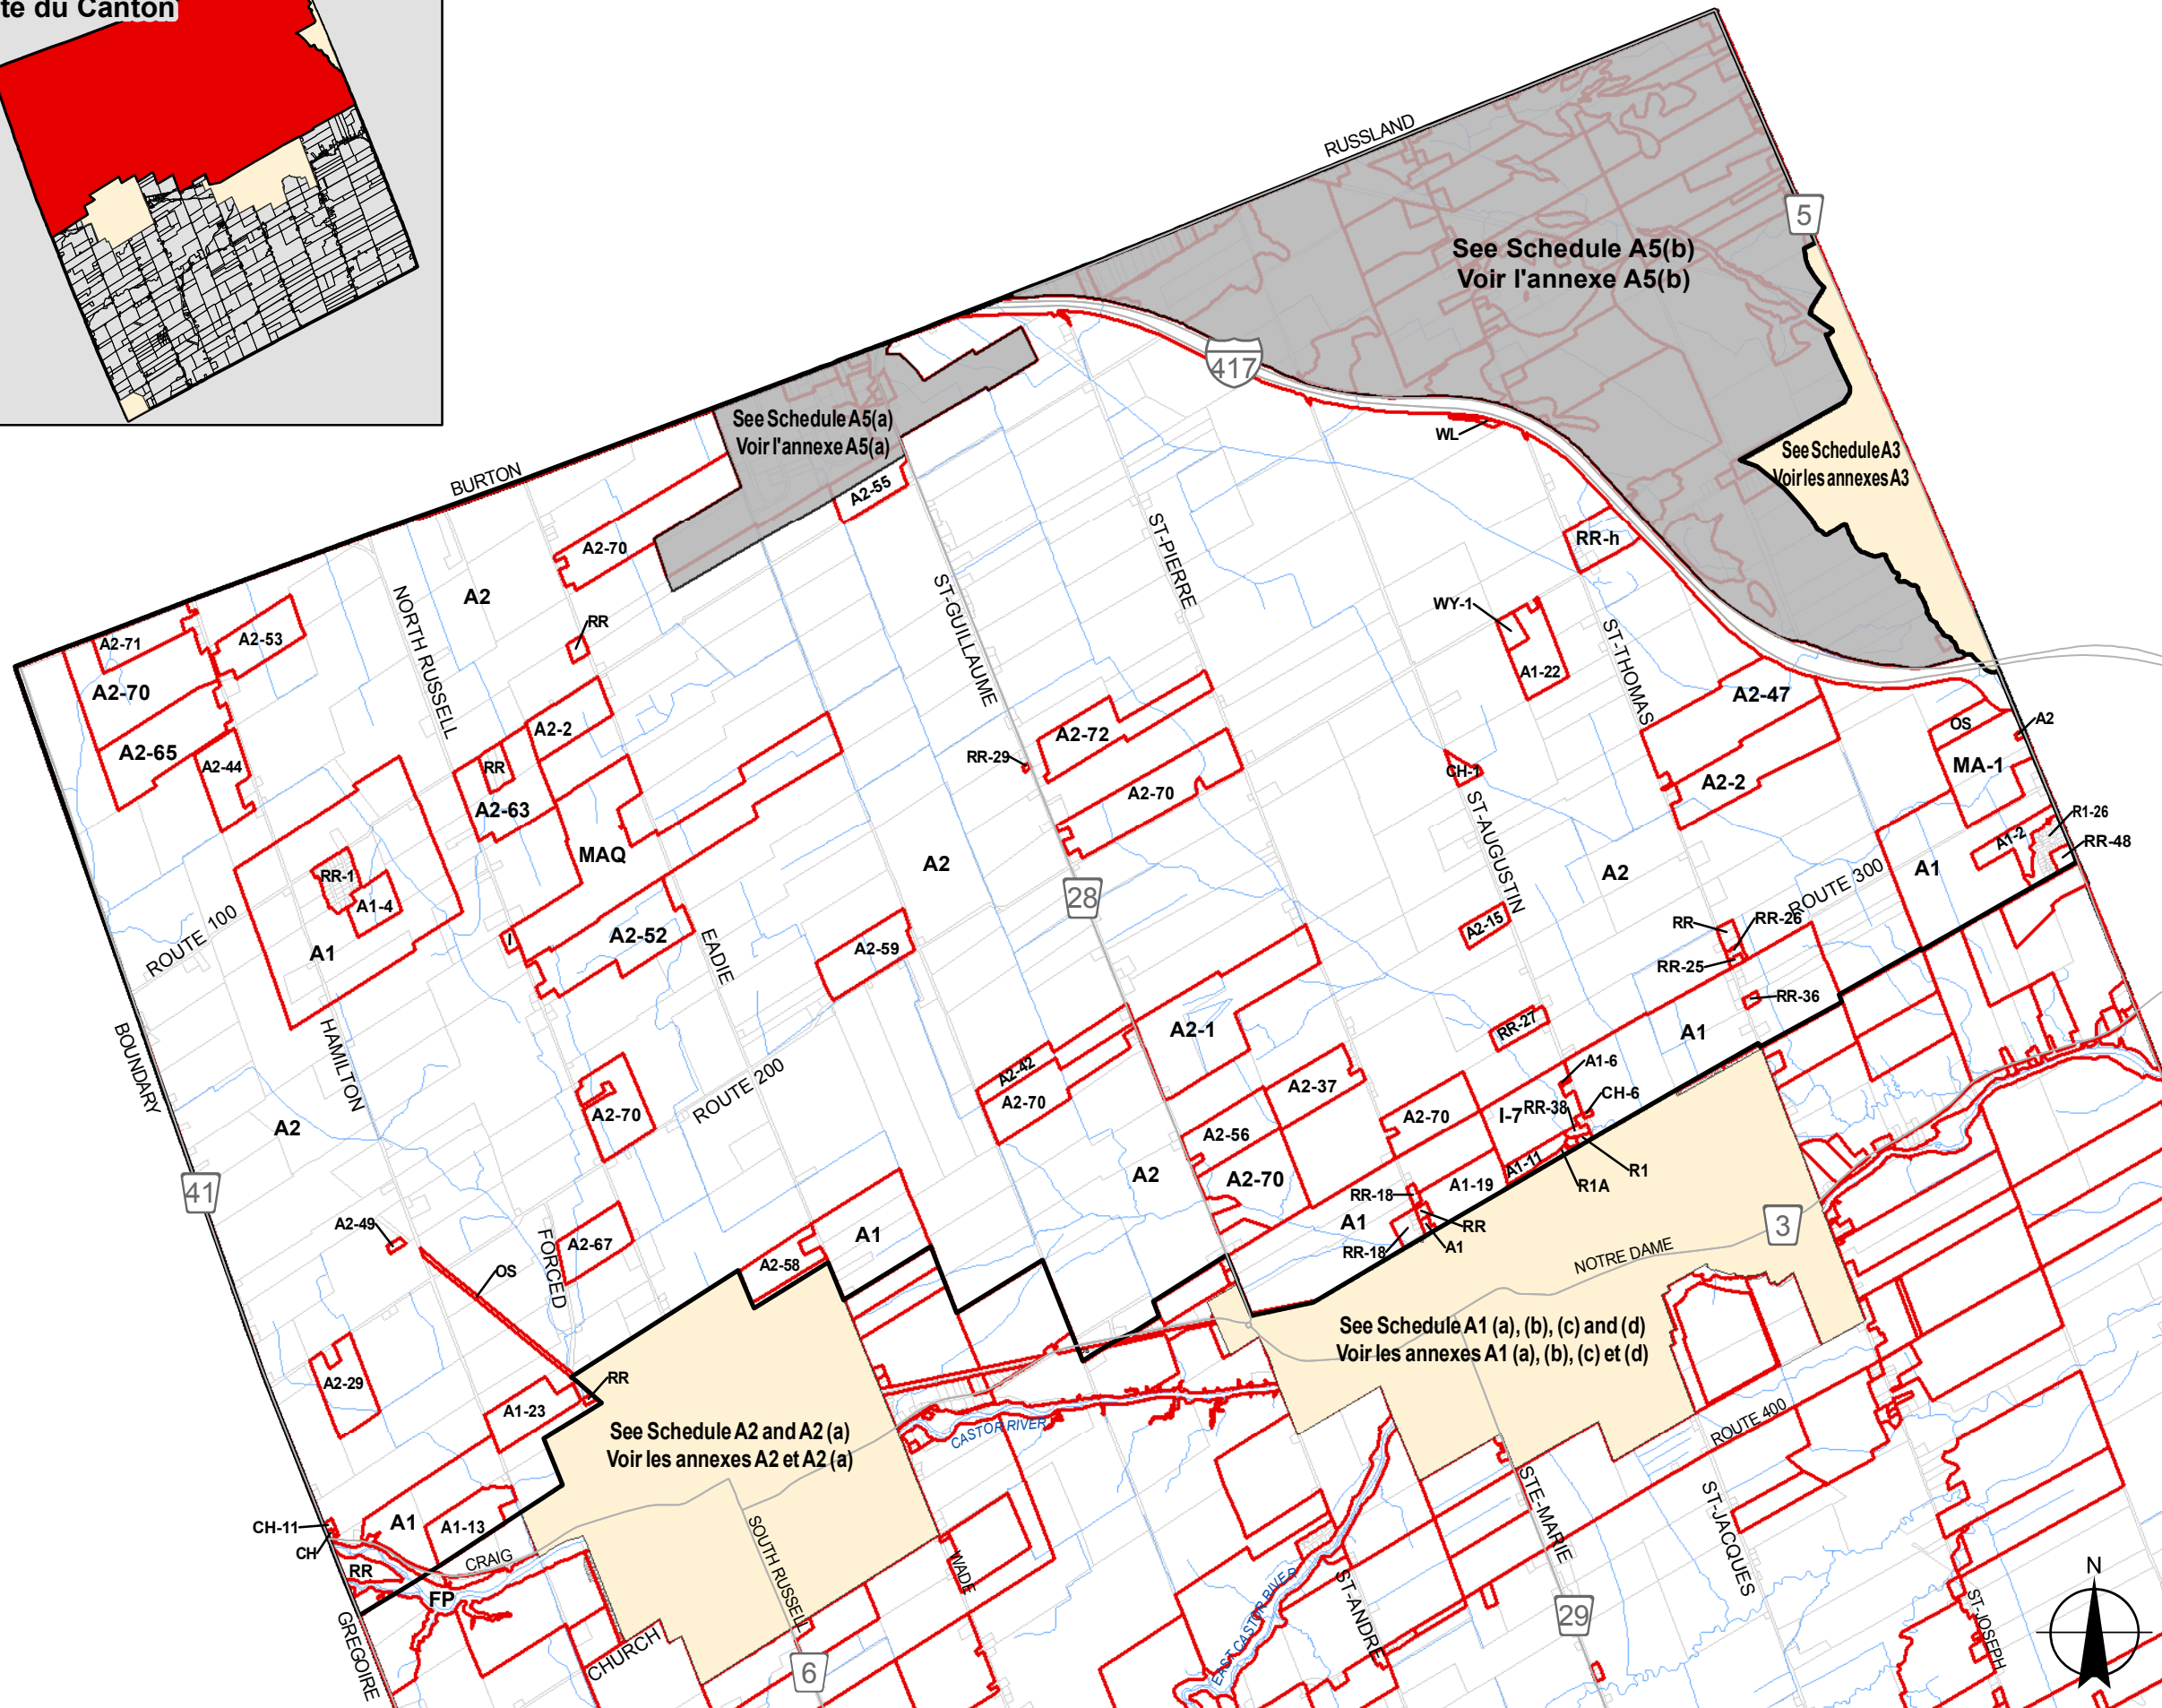 te du Canton
RUSSLAND
5
See Schedule A5(b)
Voir l'annexe A5(b)
417
See Schedule A5(a)
Voir l'annexe A5(a)
WL
See Schedule A3
Voir les annexes A3
BURTON
A2-55
A2-70
RR-h
ST-PIERRE
A2
NORTH RUSSELL
ST-GUILLAUME
WY-1
A2-71
A2-53
RR
ST-THOMAS
A1-22
A2-70
A2-47
A2-65
A2-44
A2-2
A2-72
OS
A2
RR-29
RR
CH-1
MA-1
A2-63
A2-70
A2-2
ST-AUGUSTIN
R1-26
A1-2
RR-48
MAQ
A2
RR-1
A2
A1
ROUTE 300
A1-4
28
ROUTE 100
A1
I
A2-52
EADIE
A2-59
A2-15
RR
RR-26
RR-25
RR-36
BOUNDARY
HAMILTON
A2-1
RR-27
A1
A2-42
A1-6
A2-70
A2-37
CH-6
A2-70
ROUTE 200
A2-70
I-7
RR-38
A2
A2-56
A1-11
R1
R1A
41
A2
A2-70
A1-19
RR-18
A1
RR
A1
RR-18
A2-49
A1
3
FORCED
A2-67
A2-58
NOTRE DAME
OS
See Schedule A1 (a), (b), (c) and (d)
Voir les annexes A1 (a), (b), (c) et (d)
A2-29
RR
A1-23
See Schedule A2 and A2 (a)
Voir les annexes A2 et A2 (a)
CASTOR RIVER
ROUTE 400
CH-11
A1
A1-13
CH
RR
CRAIG
FP
SOUTH RUSSELL
WADE
STE-MARIE
ST-JACQUES
GREGOIRE
CHURCH
6
EAST CASTOR RIVER
ST-ANDRE
29
ST-JOSEPH
N